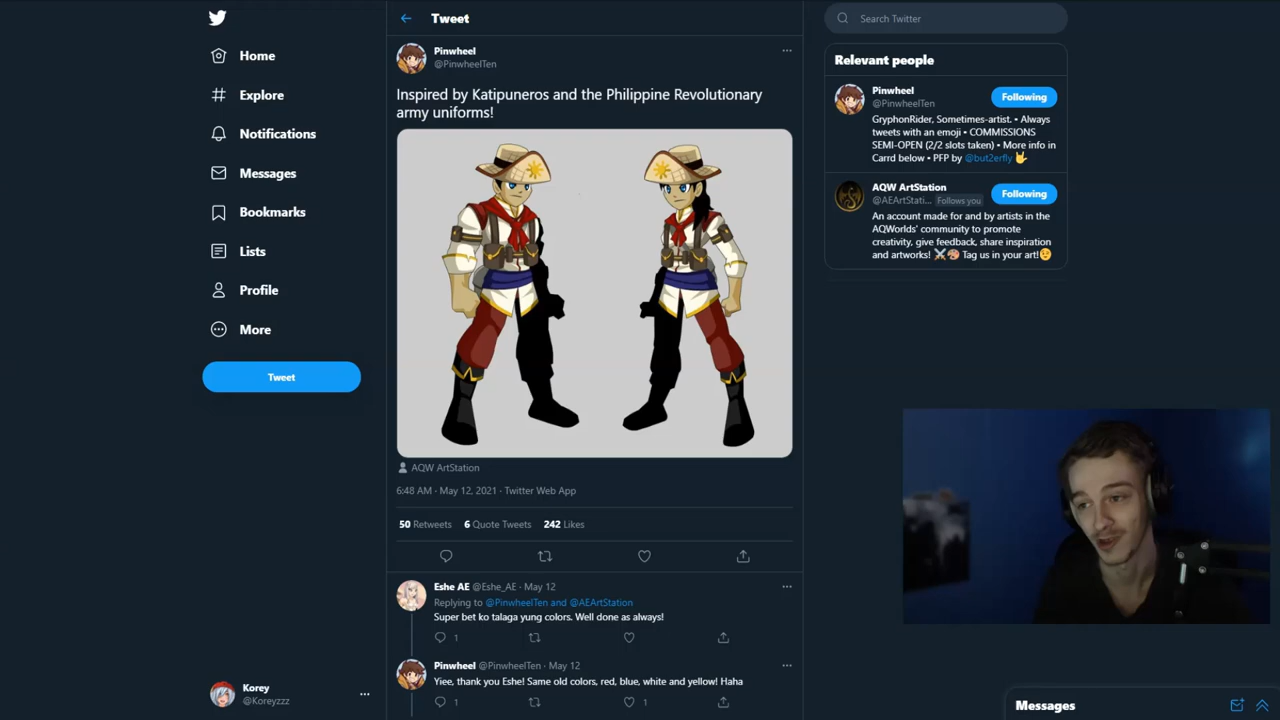 Home
Explore
Notifications
Messages
Bookmarks
Lists
Profile
More
Tweet
Korey
@Koreyzzz
Tweet
Pinwheel
@PinwheelTen
Inspired by Katipuneros and the Philippine Revolutionary
army uniforms!
AQW ArtStation
6:48 AM · May 12, 2021 · Twitter Web App
50 Retweets 6 Quote Tweets 242 Likes
Eshe AE @Eshe_AE · May 12
Replying to @PinwheelTen and @AEArtStation
Super bet ko talaga yung colors. Well done as always!
1
Pinwheel @PinwheelTen · May 12
Yiee, thank you Eshe! Same old colors, red, blue, white and yellow! Haha
1 1
Search Twitter
Relevant people
Pinwheel
@PinwheelTen
Following
GryphonRider, Sometimes-artist. • Always
tweets with an emoji • COMMISSIONS
SEMI-OPEN (2/2 slots taken) • More info in
Carrd below • PFP by @but2erfly 🤟
AQW ArtStation
@AEArtStati... Follows you
Following
An account made for and by artists in the
AQWorlds' community to promote
creativity, give feedback, share inspiration
and artworks! ⚔️🎨 Tag us in your art!😊
Messages